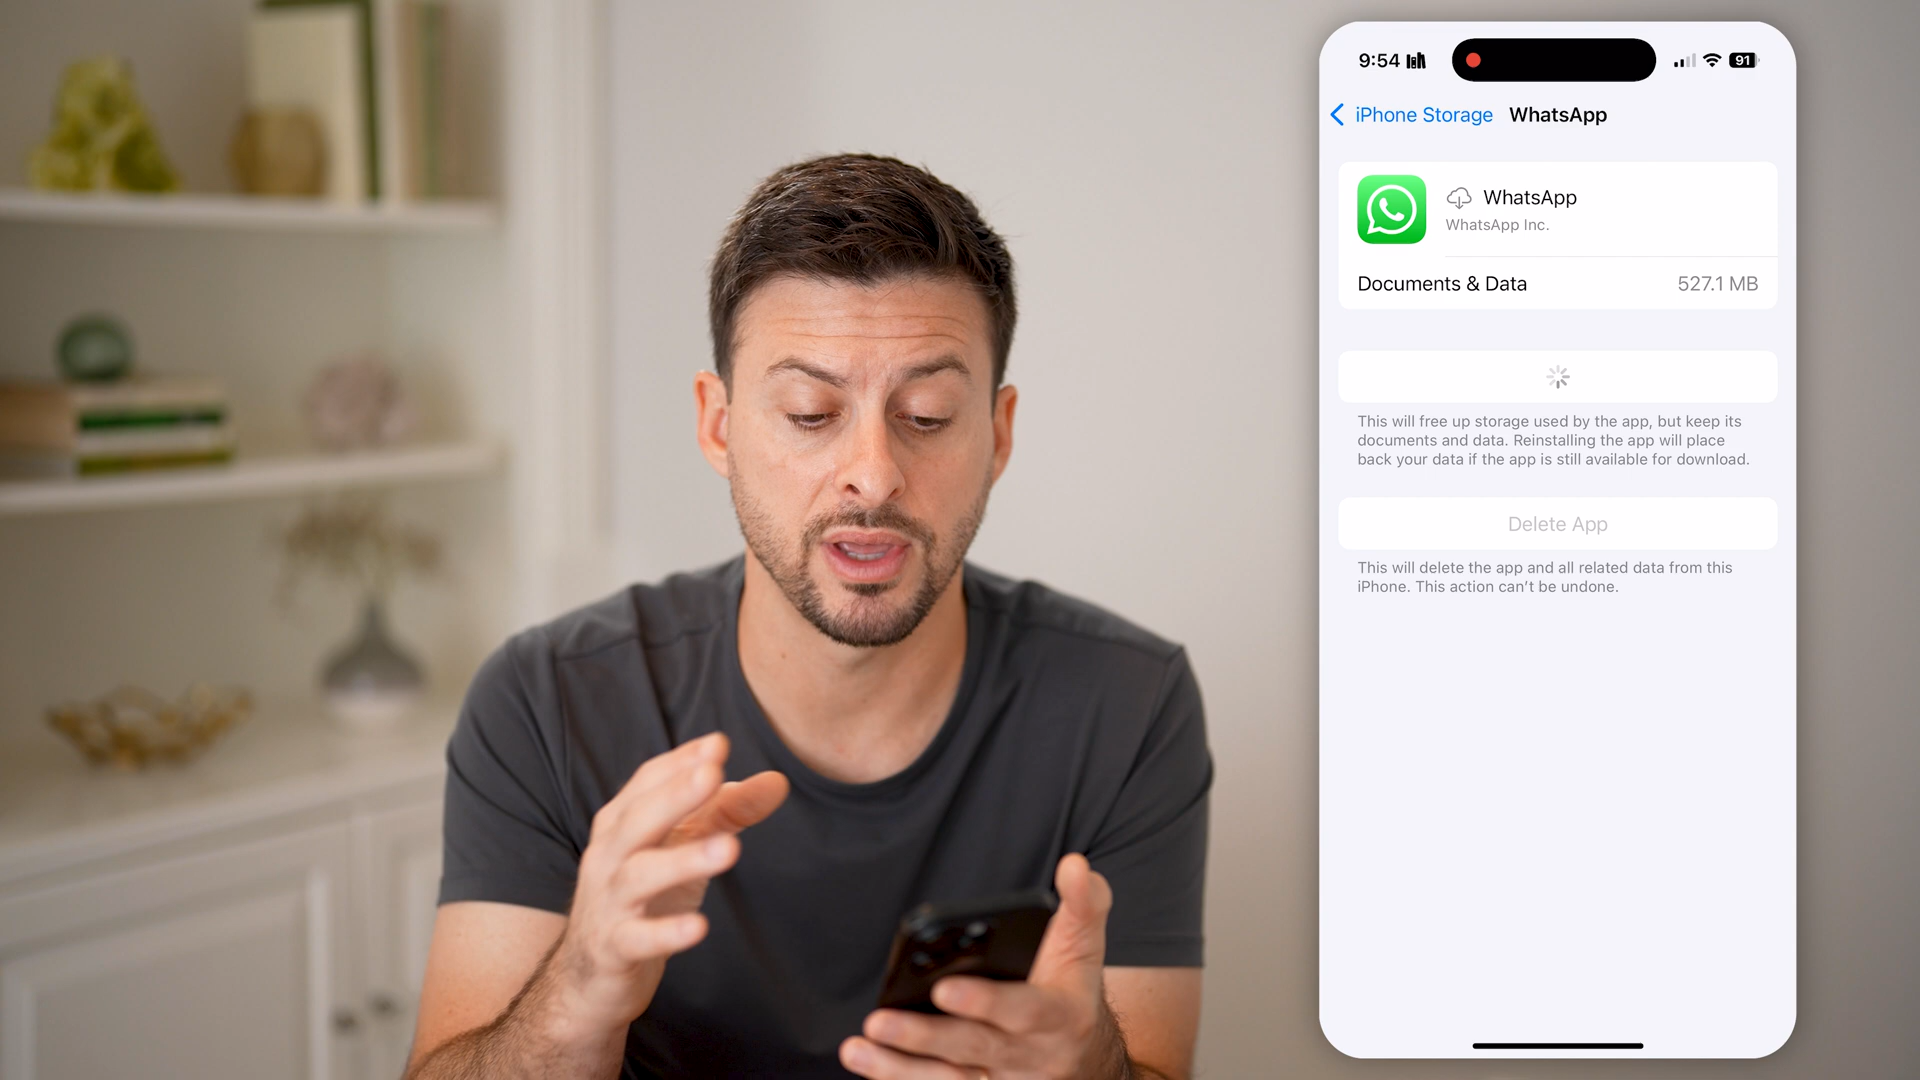 9:54
91
iPhone Storage WhatsApp
WhatsApp
WhatsApp Inc.
Documents & Data 527.1 MB
This will free up storage used by the app, but keep its
documents and data. Reinstalling the app will place
back your data if the app is still available for download.
Delete App
This will delete the app and all related data from this
iPhone. This action can’t be undone.